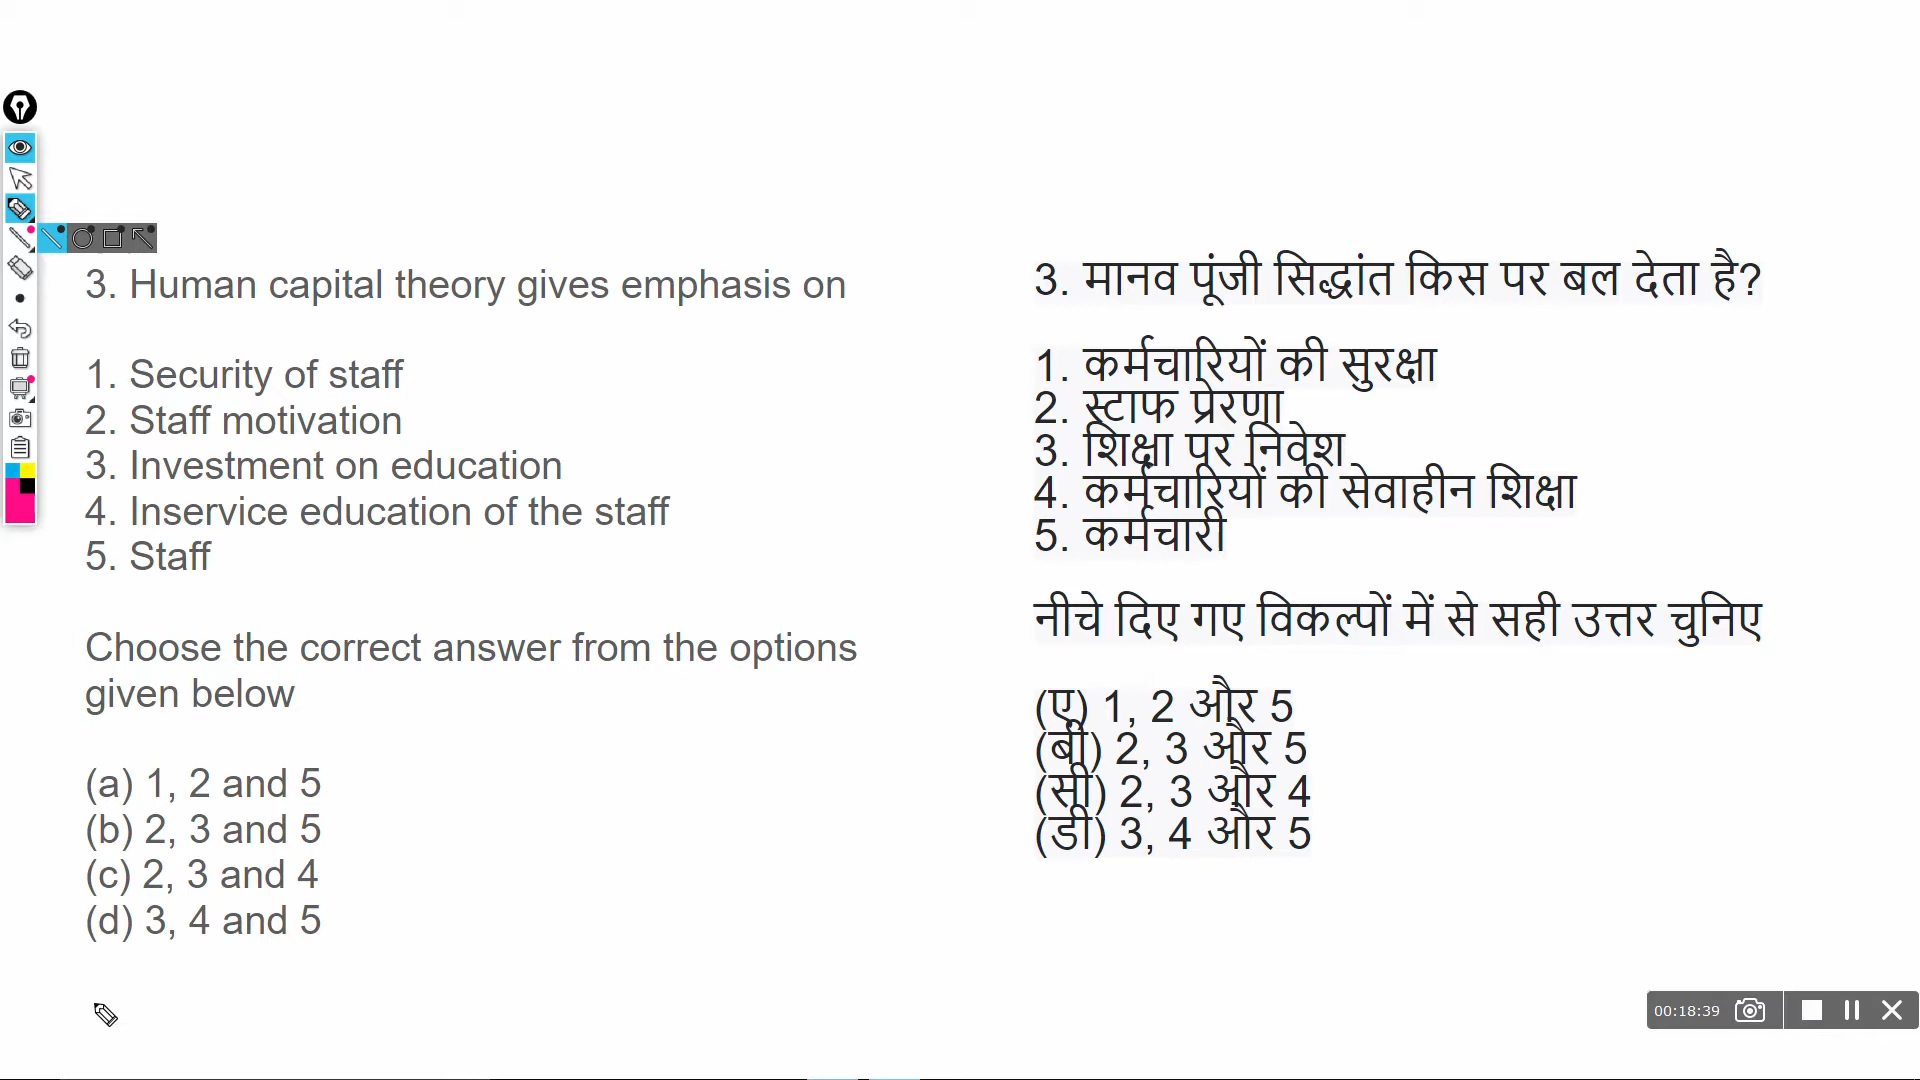 3. Human capital theory gives emphasis on
1. Security of staff
2. Staff motivation
3. Investment on education
4. Inservice education of the staff
5. Staff
Choose the correct answer from the options
given below
(a) 1, 2 and 5
(b) 2, 3 and 5
(c) 2, 3 and 4
(d) 3, 4 and 5
3. मानव पूंजी सिद्धांत किस पर बल देता है?
1. कर्मचारियों की सुरक्षा
2. स्टाफ प्रेरणा
3. शिक्षा पर निवेश
4. कर्मचारियों की सेवाहीन शिक्षा
5. कर्मचारी
नीचे दिए गए विकल्पों में से सही उत्तर चुनिए
(ए) 1, 2 और 5
(बी) 2, 3 और 5
(सी) 2, 3 और 4
(डी) 3, 4 और 5
00:18:39